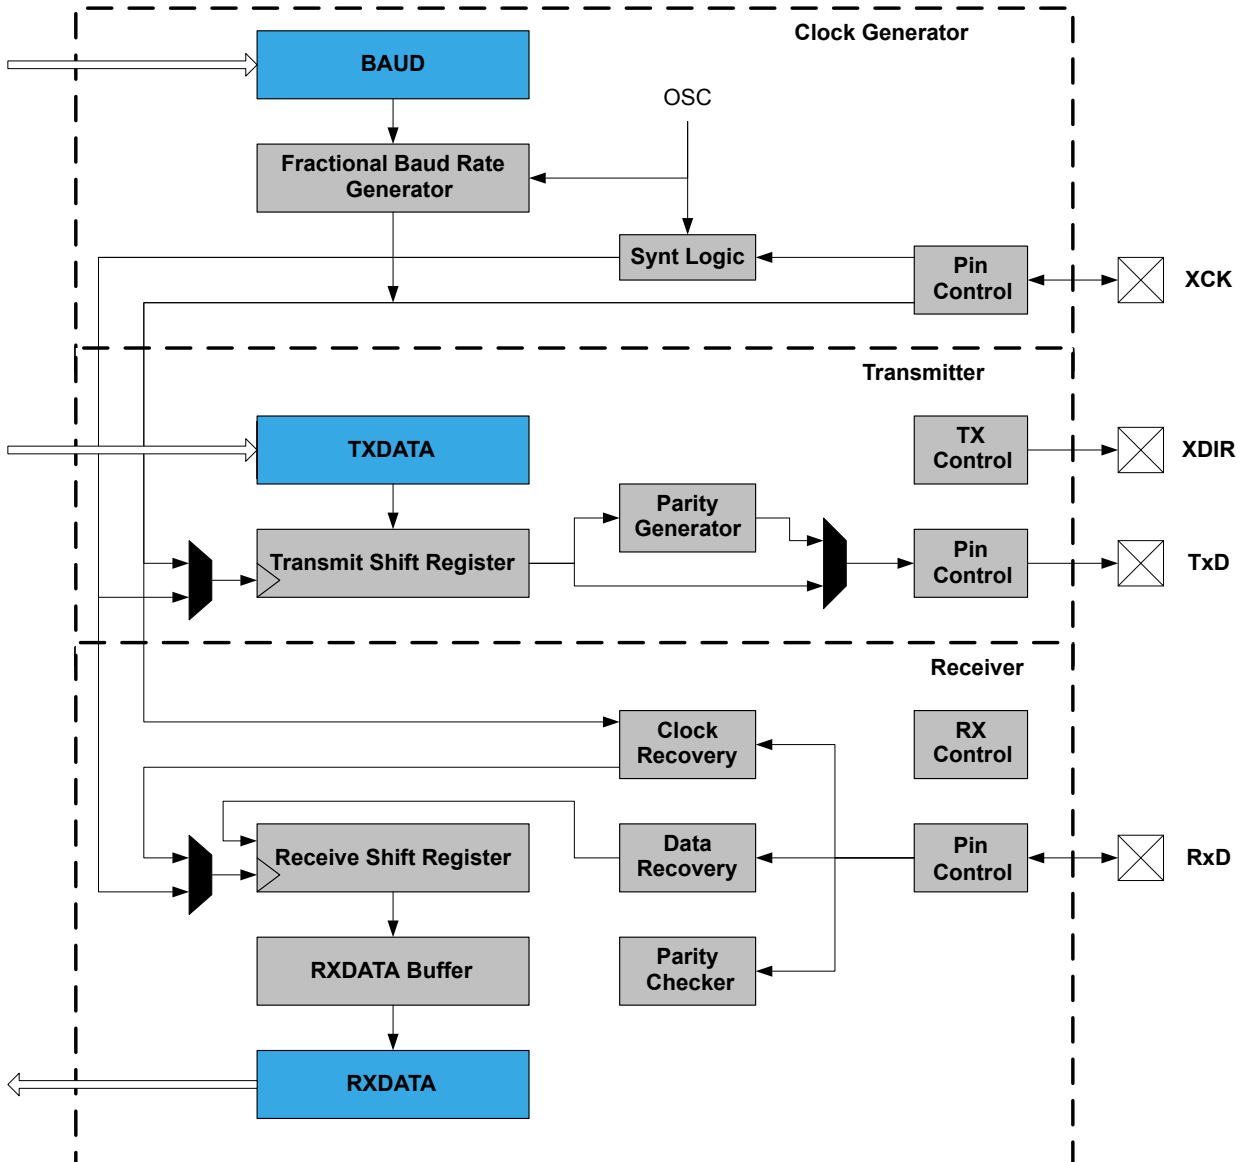 Clock Generator
BAUD
OSC
Fractional Baud Rate
Generator
Synt Logic
Pin
Control
XCK
Transmitter
TXDATA
TX
Control
XDIR
Parity
Generator
Transmit Shift Register
Pin
Control
TxD
Receiver
Clock
Recovery
RX
Control
Receive Shift Register
Data
Recovery
Pin
Control
RxD
RXDATA Buffer
Parity
Checker
RXDATA